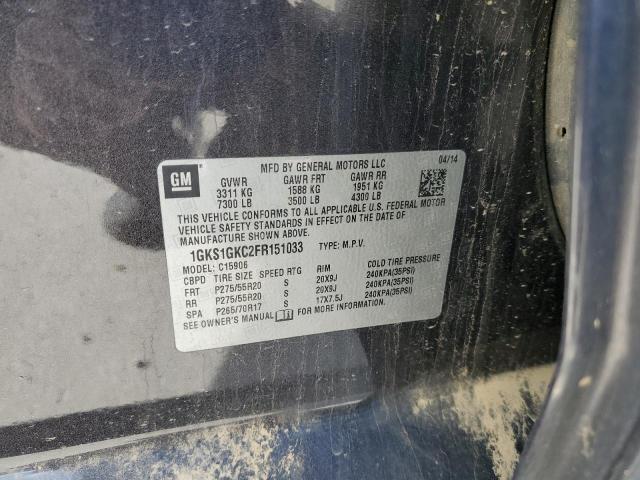 GM
MFD BY GENERAL MOTORS LLC 04/14
GVWR GAWR FRT GAWR RR
3311 KG 1588 KG 1951 KG
7300 LB 3500 LB 4300 LB
THIS VEHICLE CONFORMS TO ALL APPLICABLE U.S. FEDERAL MOTOR
VEHICLE SAFETY STANDARDS IN EFFECT ON THE DATE OF
MANUFACTURE SHOWN ABOVE.
1GKS1GKC2FR151033 TYPE: M.P.V.
MODEL: C15906
CBPD TIRE SIZE SPEED RTG RIM COLD TIRE PRESSURE
FRT P275/55R20 S 20X9J 240KPA(35PSI)
RR P275/55R20 S 20X9J 240KPA(35PSI)
SPA P265/70R17 S 17X7.5J 240KPA(35PSI)
SEE OWNER'S MANUAL FOR MORE INFORMATION.